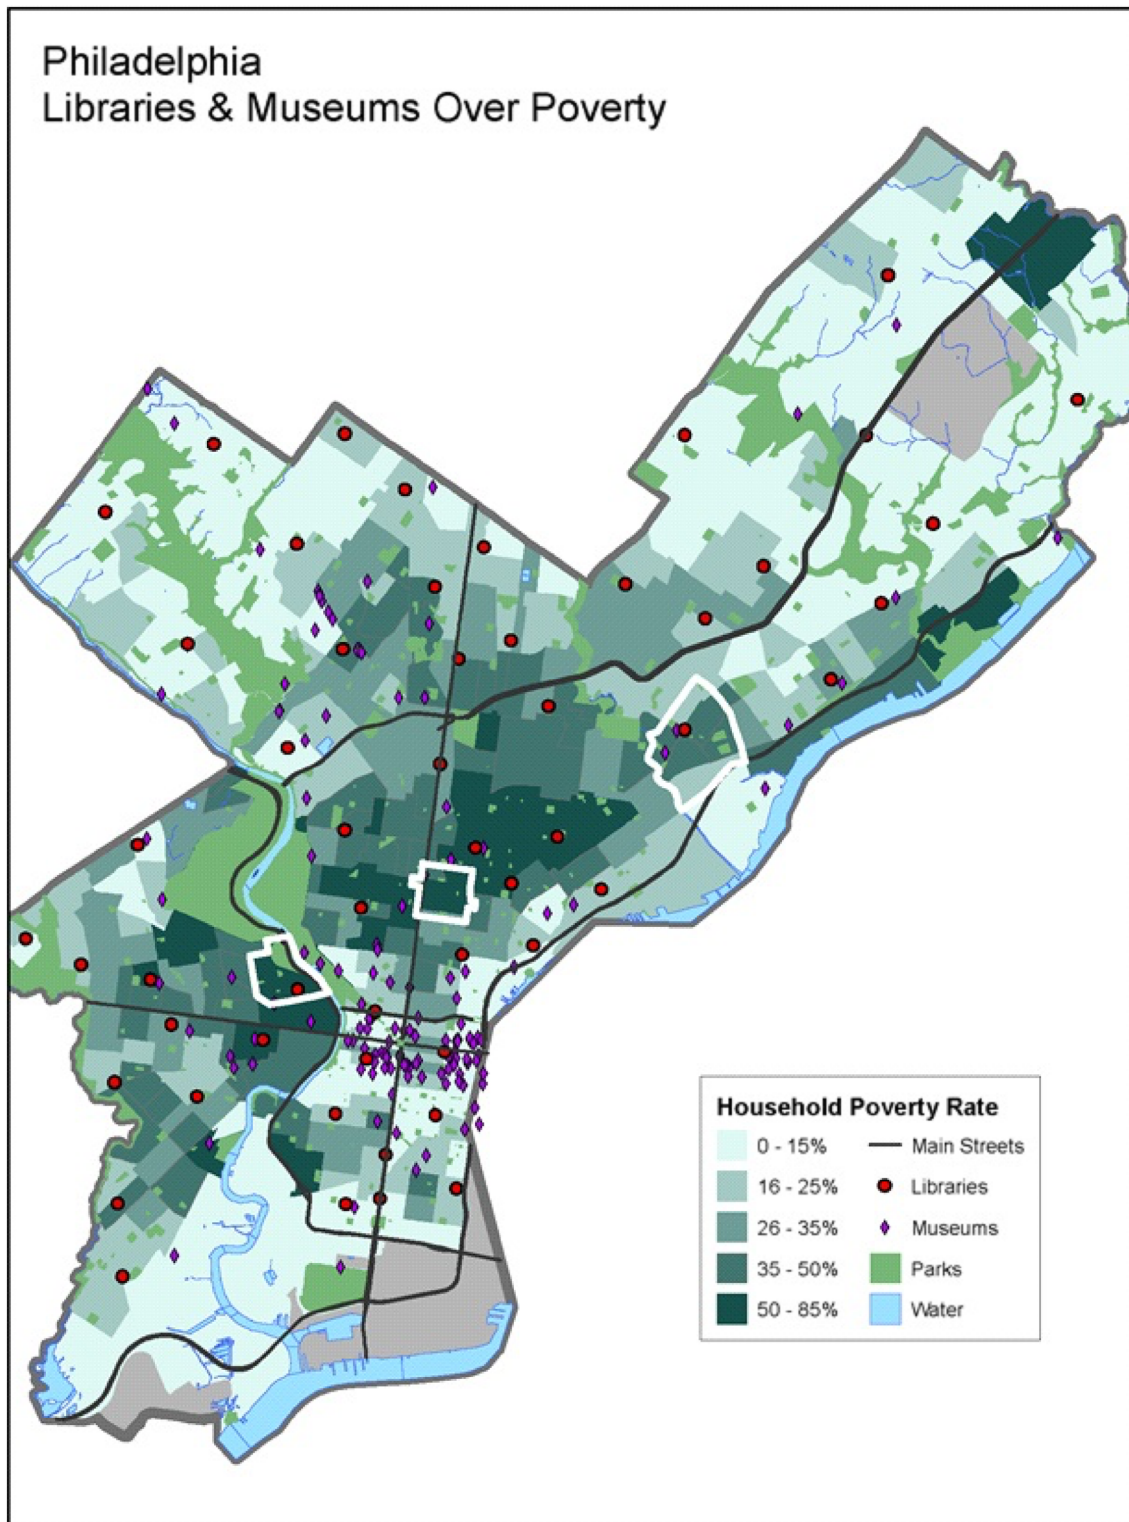 Philadelphia
Libraries & Museums Over Poverty
Household Poverty Rate
0 - 15%
Main Streets
16 - 25%
Libraries
26 - 35%
Museums
35 - 50%
Parks
50 - 85%
Water